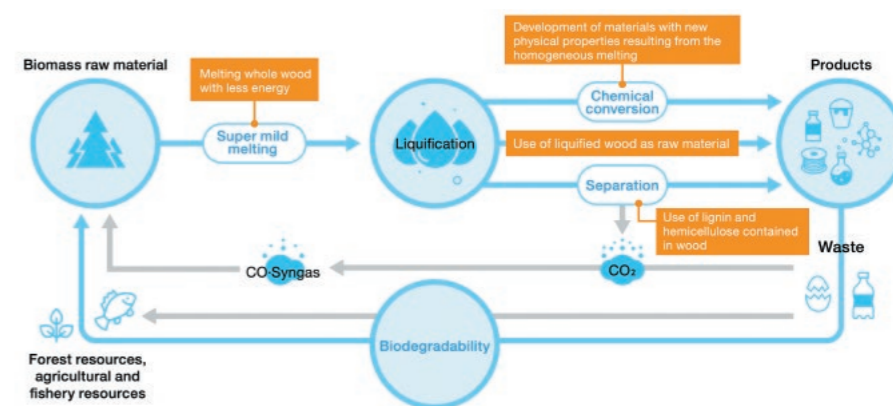 Biomass raw material
Melting whole wood
with less energy
Super mild
melting
Liquification
Development of materials with new
physical properties resulting from the
homogeneous melting
Chemical
conversion
Use of liquified wood as raw material
Separation
Use of lignin and
hemicellulose contained
in wood
Products
Waste
CO·Syngas
CO₂
Biodegradability
Forest resources,
agricultural and
fishery resources